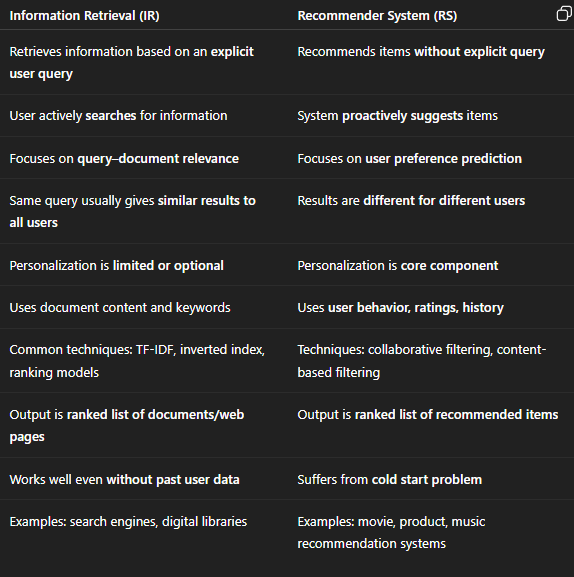 Information Retrieval (IR) Recommender System (RS)
Retrieves information based on an explicit Recommends items without explicit query
user query
User actively searches for information System proactively suggests items
Focuses on query–document relevance Focuses on user preference prediction
Same query usually gives similar results to Results are different for different users
all users
Personalization is limited or optional Personalization is core component
Uses document content and keywords Uses user behavior, ratings, history
Common techniques: TF-IDF, inverted index, Techniques: collaborative filtering, content-
ranking models based filtering
Output is ranked list of documents/web Output is ranked list of recommended items
pages
Works well even without past user data Suffers from cold start problem
Examples: search engines, digital libraries Examples: movie, product, music
recommendation systems